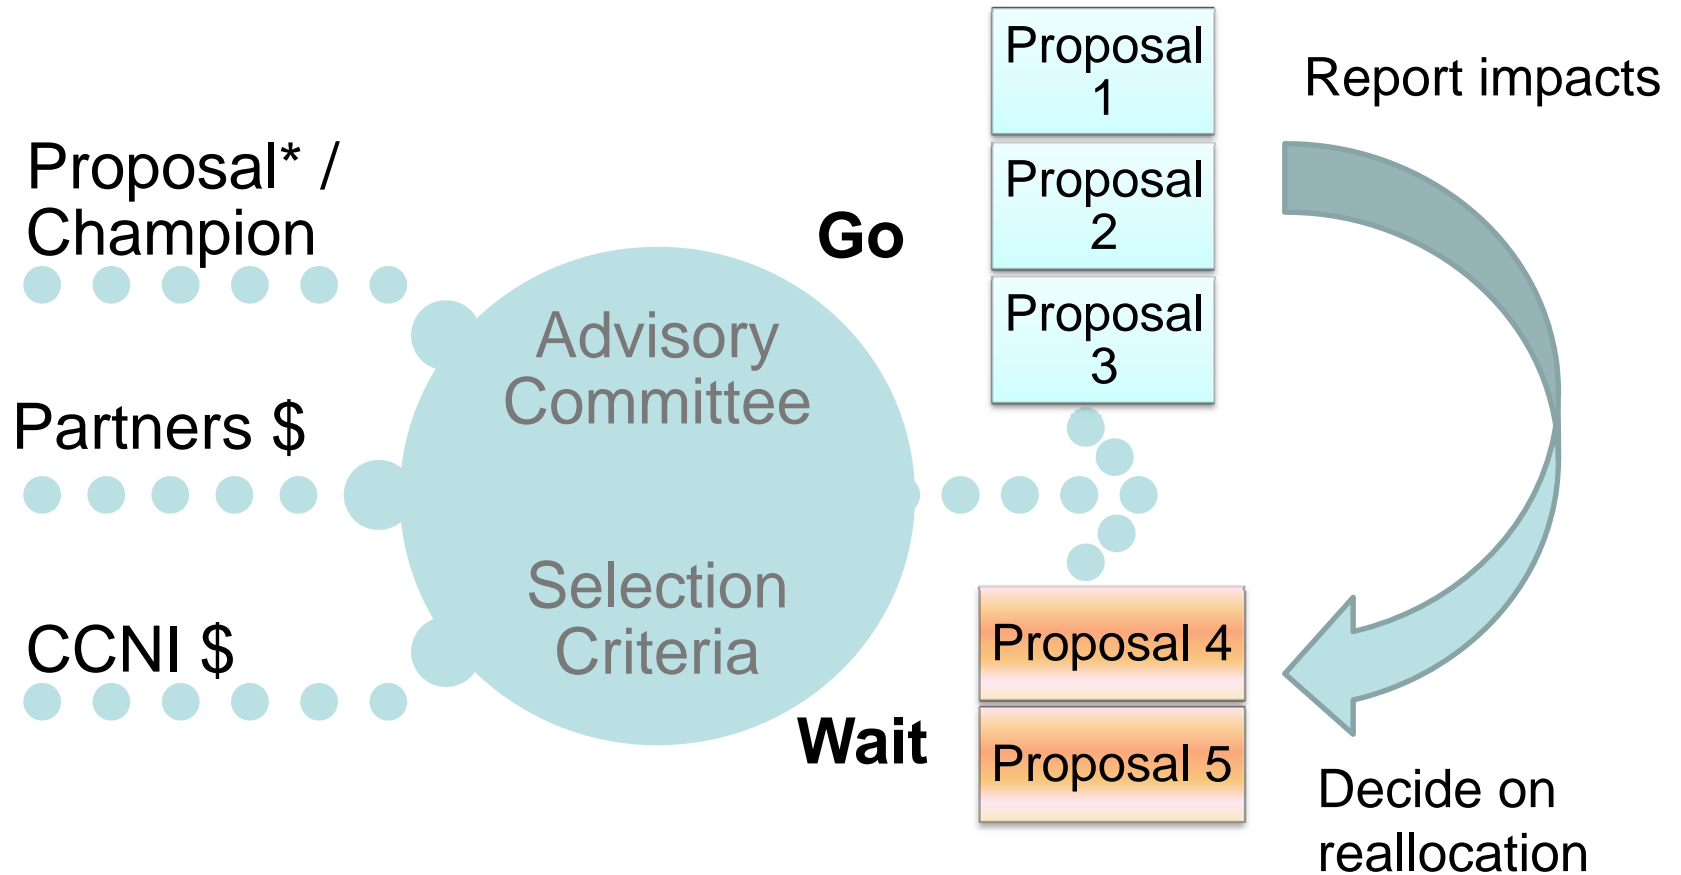 Proposal* /
Champion
Partners $
CCNI $
Advisory
Committee
Selection
Criteria
Go
Wait
Proposal
1
Proposal
2
Proposal
3
Proposal 4
Proposal 5
Report impacts
Decide on
reallocation